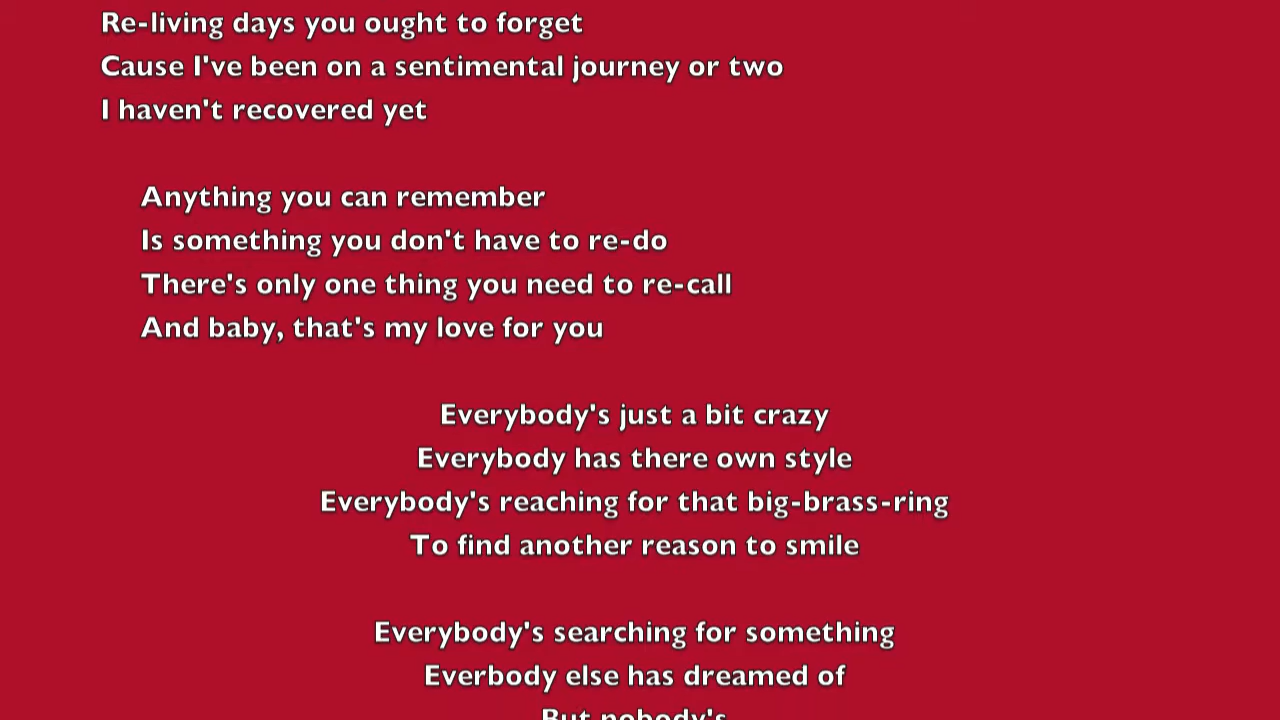 Re-living days you ought to forget
Cause I've been on a sentimental journey or two
I haven't recovered yet
Anything you can remember
Is something you don't have to re-do
There's only one thing you need to re-call
And baby, that's my love for you
Everybody's just a bit crazy
Everybody has there own style
Everybody's reaching for that big-brass-ring
To find another reason to smile
Everybody's searching for something
Everbody else has dreamed of
But nobody's